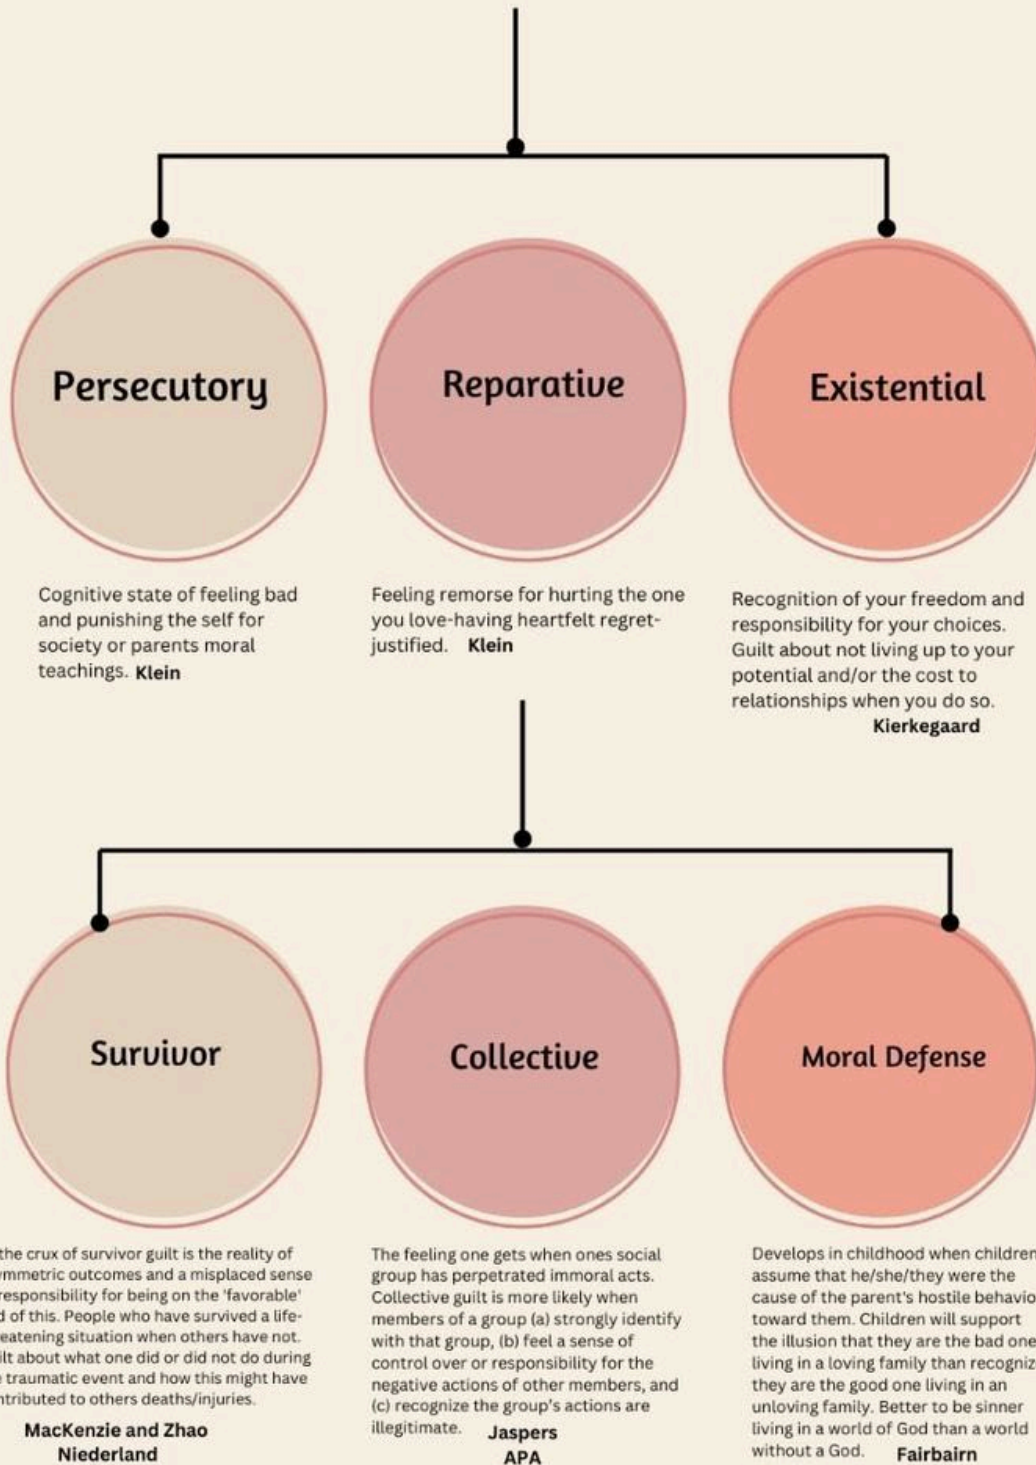 Persecutory
Reparative
Existential
Cognitive state of feeling bad
and punishing the self for
society or parents moral
teachings. Klein
Feeling remorse for hurting the one
you love-having heartfelt regret-
justified. Klein
Recognition of your freedom and
responsibility for your choices.
Guilt about not living up to your
potential and/or the cost to
relationships when you do so.
Kierkegaard
Survivor
Collective
Moral Defense
the crux of survivor guilt is the reality of
mmetric outcomes and a misplaced sense
responsibility for being on the 'favorable'
d of this. People who have survived a life-
eatening situation when others have not.
ilt about what one did or did not do during
e traumatic event and how this might have
ntributed to others deaths/injuries.
MacKenzie and Zhao
Niederland
The feeling one gets when ones social
group has perpetrated immoral acts.
Collective guilt is more likely when
members of a group (a) strongly identify
with that group, (b) feel a sense of
control over or responsibility for the
negative actions of other members, and
(c) recognize the group's actions are
illegitimate. Jaspers
APA
Develops in childhood when children
assume that he/she/they were the
cause of the parent's hostile behavio
toward them. Children will support
the illusion that they are the bad one
living in a loving family than recogniz
they are the good one living in an
unloving family. Better to be sinner
living in a world of God than a world
without a God. Fairbairn